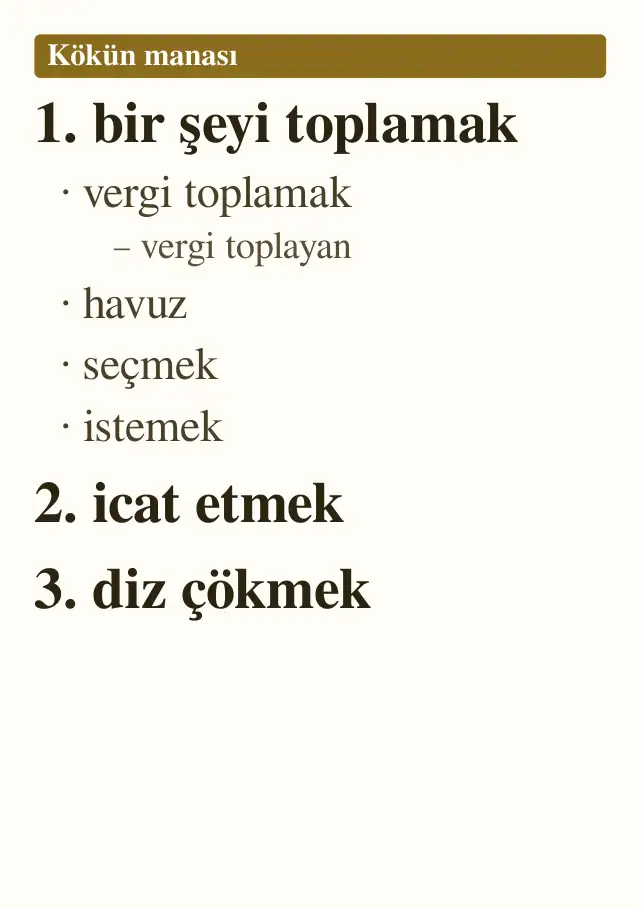 Kökün manası
1. bir şeyi toplamak
· vergi toplamak
– vergi toplayan
· havuz
· seçmek
· istemek
2. icat etmek
3. diz çökmek